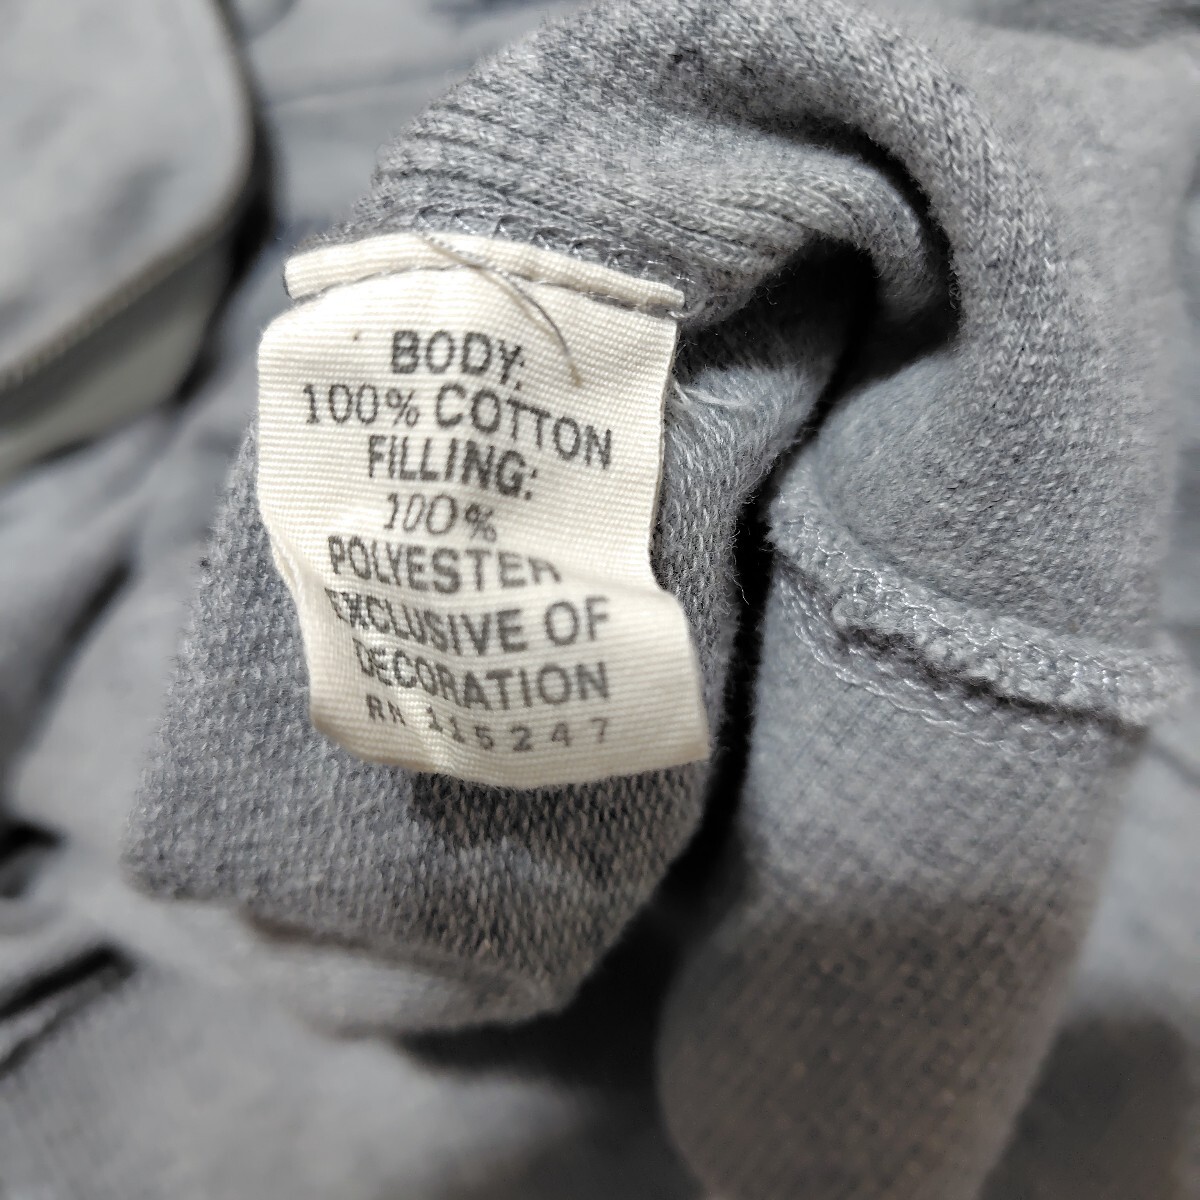 BODY:
100% COTTON
FILLING:
100%
POLYESTER
EXCLUSIVE OF
DECORATION
RN 115247